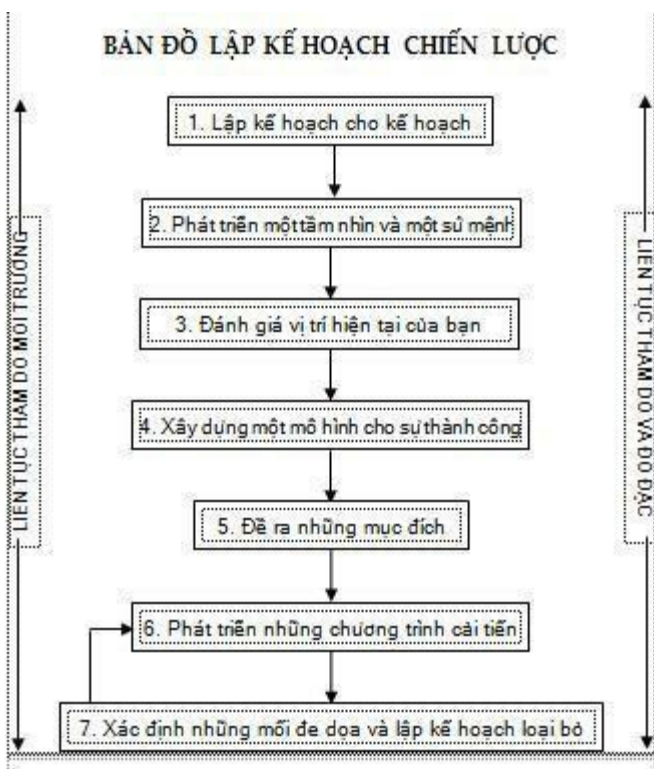 BẢN ĐỒ LẬP KẾ HOẠCH CHIẾN LƯỢC
1. Lập kế hoạch cho kế hoạch
2. Phát triển một tầm nhìn và một sứ mệnh
3. Đánh giá vị trí hiện tại của bạn
4. Xây dựng một mô hình cho sự thành công
5. Đề ra những mục đích
6. Phát triển những chương trình cải tiến
7. Xác định những mối đe dọa và lập kế hoạch loại bỏ
LIÊN TỤC THĂM DÒ MÔI TRƯỜNG
LIÊN TỤC THĂM DÒ VÀ ĐO ĐẠC